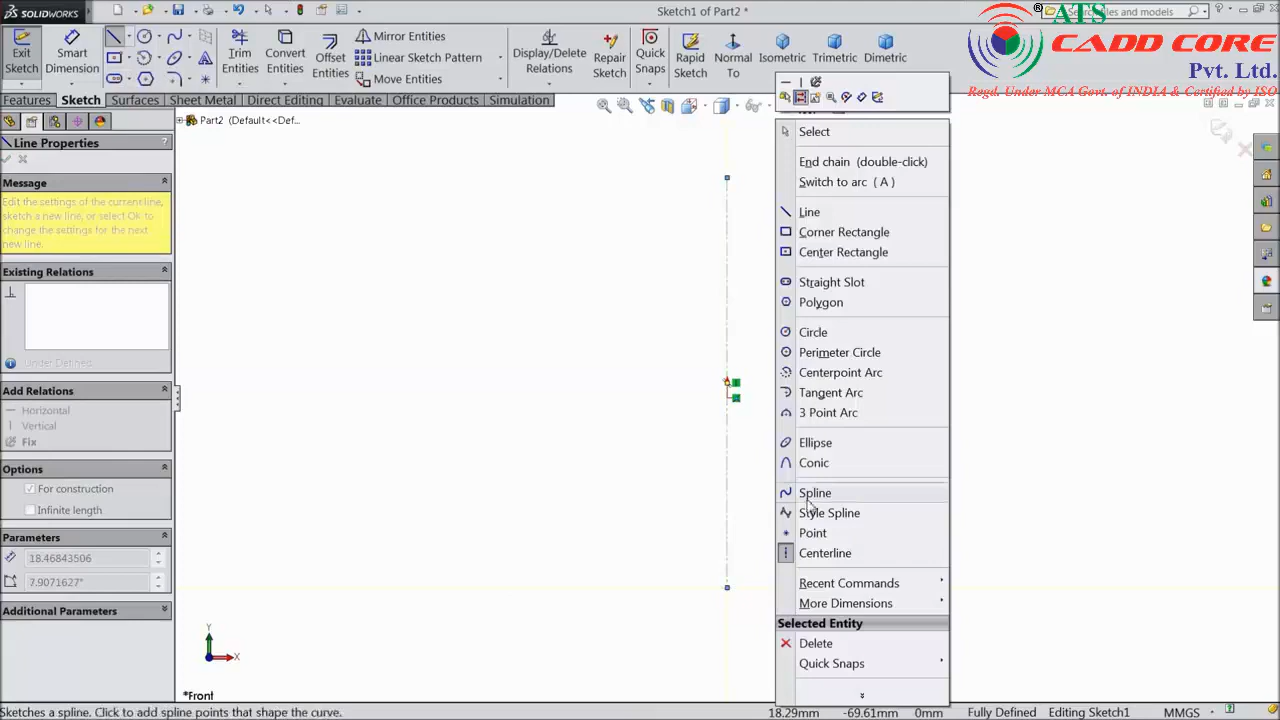 SOLIDWORKS
Sketch1 of Part2 *
Search files and models
® ATS
CADD CORE
Pvt. Ltd.
Regd. Under MCA Govt. of INDIA & Certified by ISO
Exit Sketch
Smart Dimension
Trim Entities
Convert Entities
Offset Entities
Mirror Entities
Linear Sketch Pattern
Move Entities
Display/Delete Relations
Repair Sketch
Quick Snaps
Rapid Sketch
Normal To
Isometric
Trimetric
Dimetric
Features Sketch Surfaces Sheet Metal Direct Editing Evaluate Office Products Simulation
Part2 (Default<<Def...
Line Properties ?
Message
Edit the settings of the current line,
sketch a new line, or select Ok to
change the settings for the next
new line.
Existing Relations
Under Defined.
Add Relations
Horizontal
Vertical
Fix
Options
For construction
Infinite length
Parameters
18.46843506
7.9071627°
Additional Parameters
Select
End chain (double-click)
Switch to arc ( A )
Line
Corner Rectangle
Center Rectangle
Straight Slot
Polygon
Circle
Perimeter Circle
Centerpoint Arc
Tangent Arc
3 Point Arc
Ellipse
Conic
Spline
Style Spline
Point
Centerline
Recent Commands
More Dimensions
Selected Entity
Delete
Quick Snaps
Y
X
*Front
Sketches a spline. Click to add spline points that shape the curve.
18.29mm -69.61mm 0mm Fully Defined Editing Sketch1 MMGS